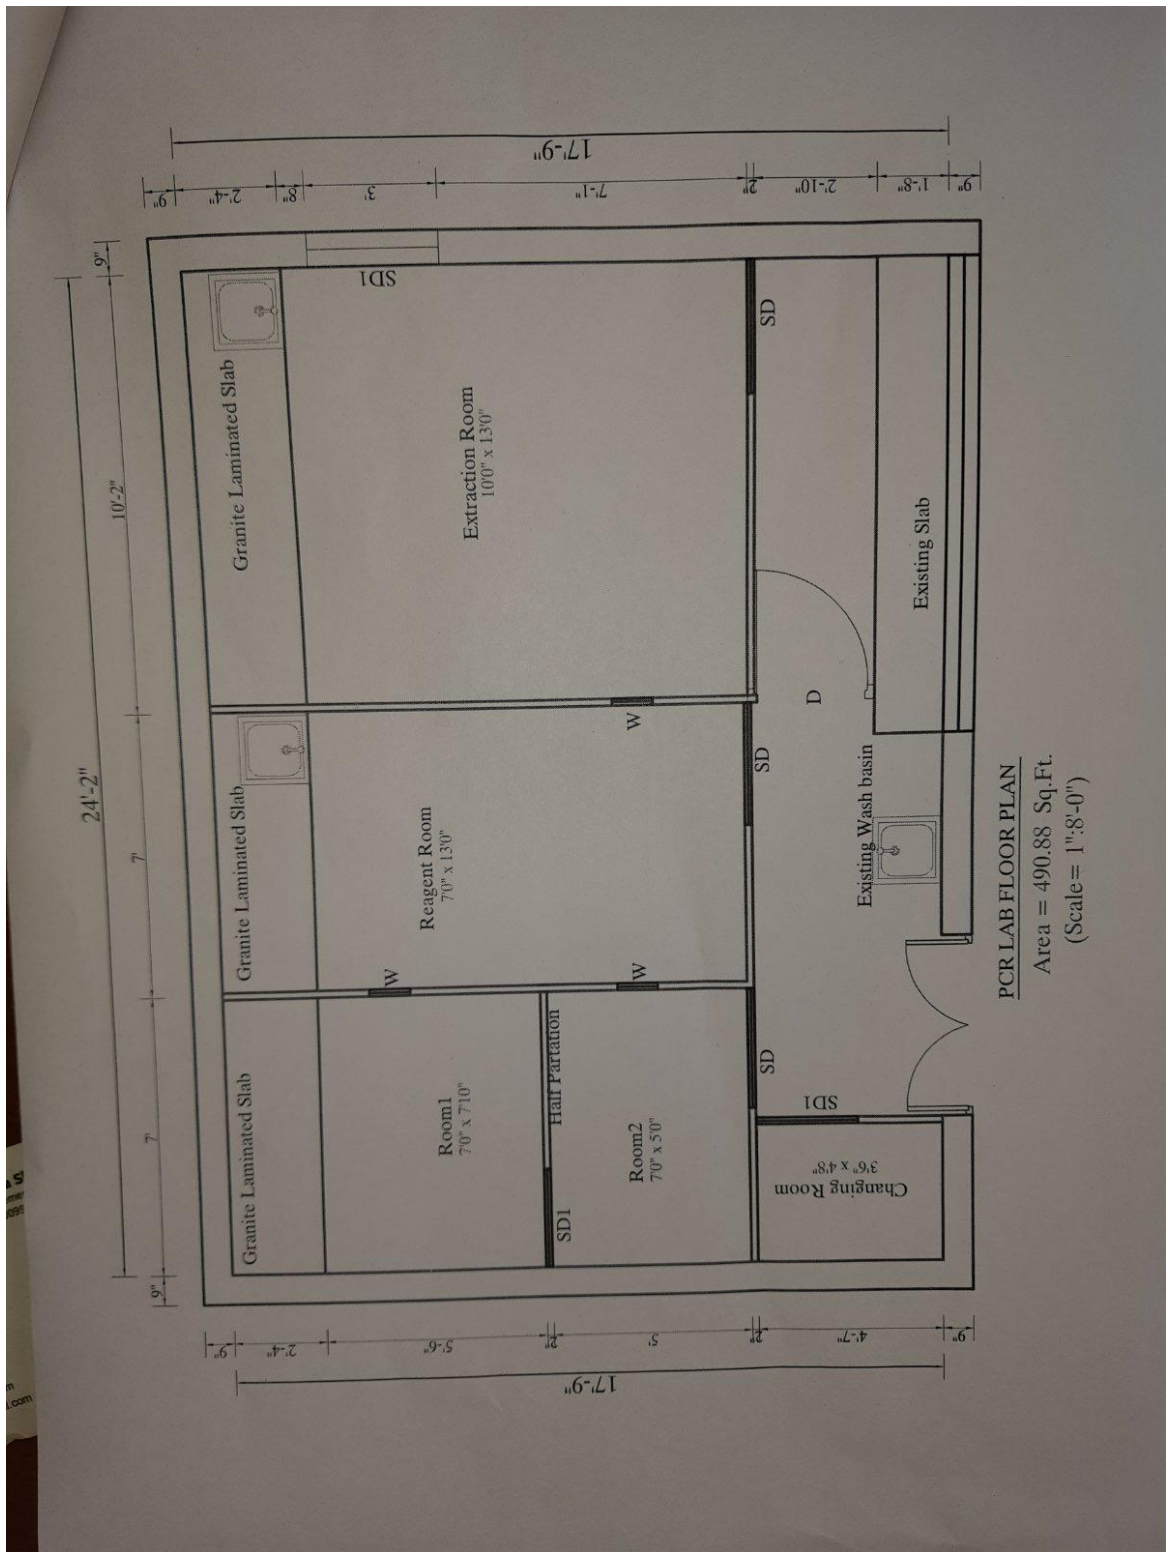 24'-2"
9"
7'
7'
10'-2"
9"
17'-9"
9"
2'-4"
5'-6"
2"
5'
2"
4'-7"
9"
17'-9"
9"
2'-4"
8"
3'
7'-1"
2"
2'-10"
1'-8"
9"
Granite Laminated Slab
Granite Laminated Slab
Granite Laminated Slab
Room1
7'0" x 7'10"
W
Reagent Room
7'0" x 13'0"
Extraction Room
10'0" x 13'0"
SD1
SD1
Half Partation
Room2
7'0" x 5'0"
W
W
SD
SD
SD
Changing Room
3'6" x 4'8"
SD1
D
Existing Wash basin
Existing Slab
PCR LAB FLOOR PLAN
Area = 490.88 Sq.Ft.
(Scale= 1":8'-0")